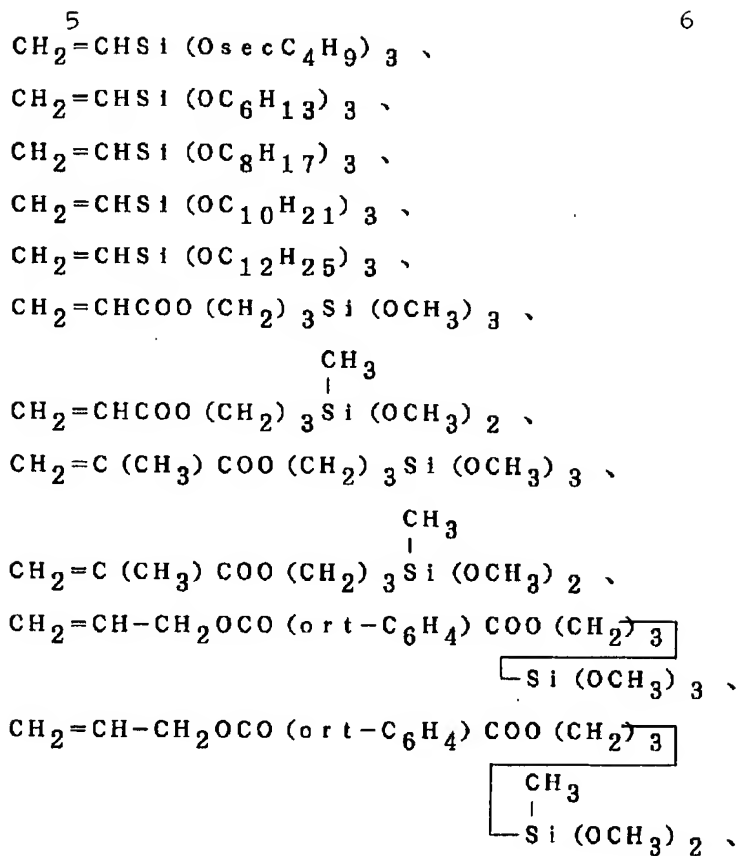 5 6
CH₂=CHSi(OsecC₄H₉)₃、
CH₂=CHSi(OC₆H₁₃)₃、
CH₂=CHSi(OC₈H₁₇)₃、
CH₂=CHSi(OC₁₀H₂₁)₃、
CH₂=CHSi(OC₁₂H₂₅)₃、
CH₂=CHCOO(CH₂)₃Si(OCH₃)₃、
CH₃
CH₂=CHCOO(CH₂)₃Si(OCH₃)₂、
CH₂=C(CH₃)COO(CH₂)₃Si(OCH₃)₃、
CH₃
CH₂=C(CH₃)COO(CH₂)₃Si(OCH₃)₂、
CH₂=CH-CH₂OCO(ort-C₆H₄)COO(CH₂)₃
-Si(OCH₃)₃、
CH₂=CH-CH₂OCO(ort-C₆H₄)COO(CH₂)₃
CH₃
-Si(OCH₃)₂、